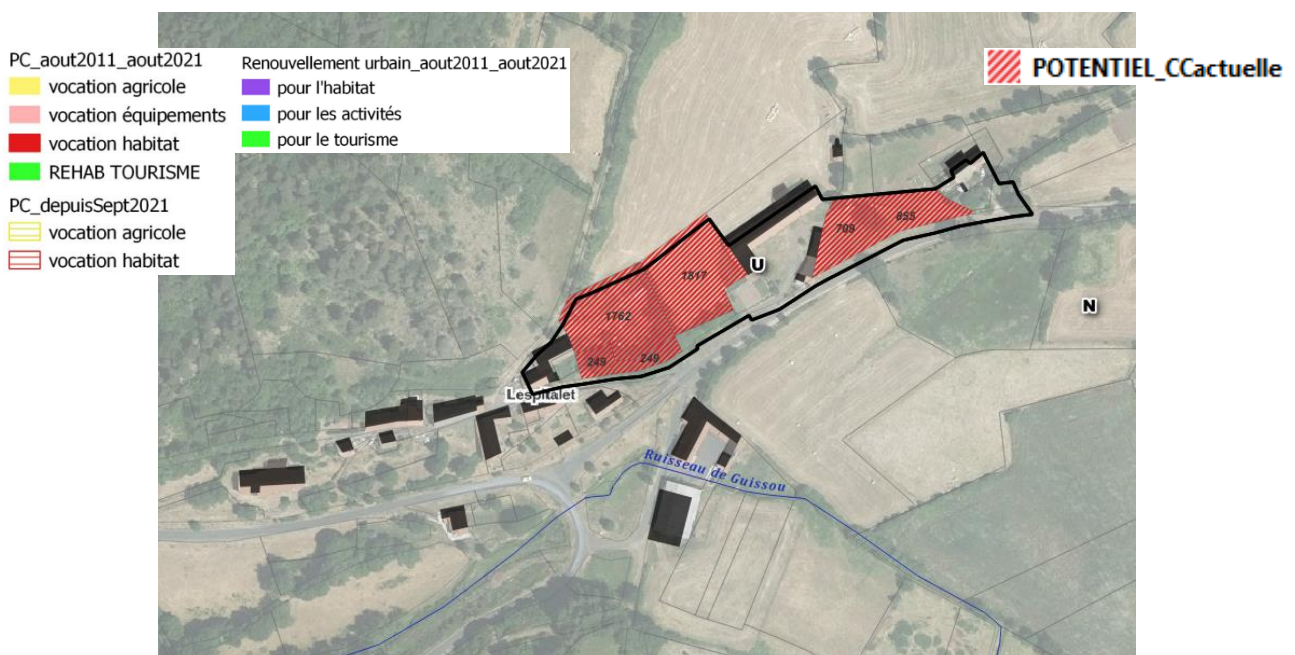 PC_aout2011_aout2021
vocation agricole
vocation équipements
vocation habitat
REHAB TOURISME
PC_depuisSept2021
vocation agricole
vocation habitat
Renouvellement urbain_aout2011_aout2021
pour l'habitat
pour les activités
pour le tourisme
POTENTIEL_CCactuelle
855
709
1817
U
N
1762
249
249
Lespitalet
Ruisseau de Guissou